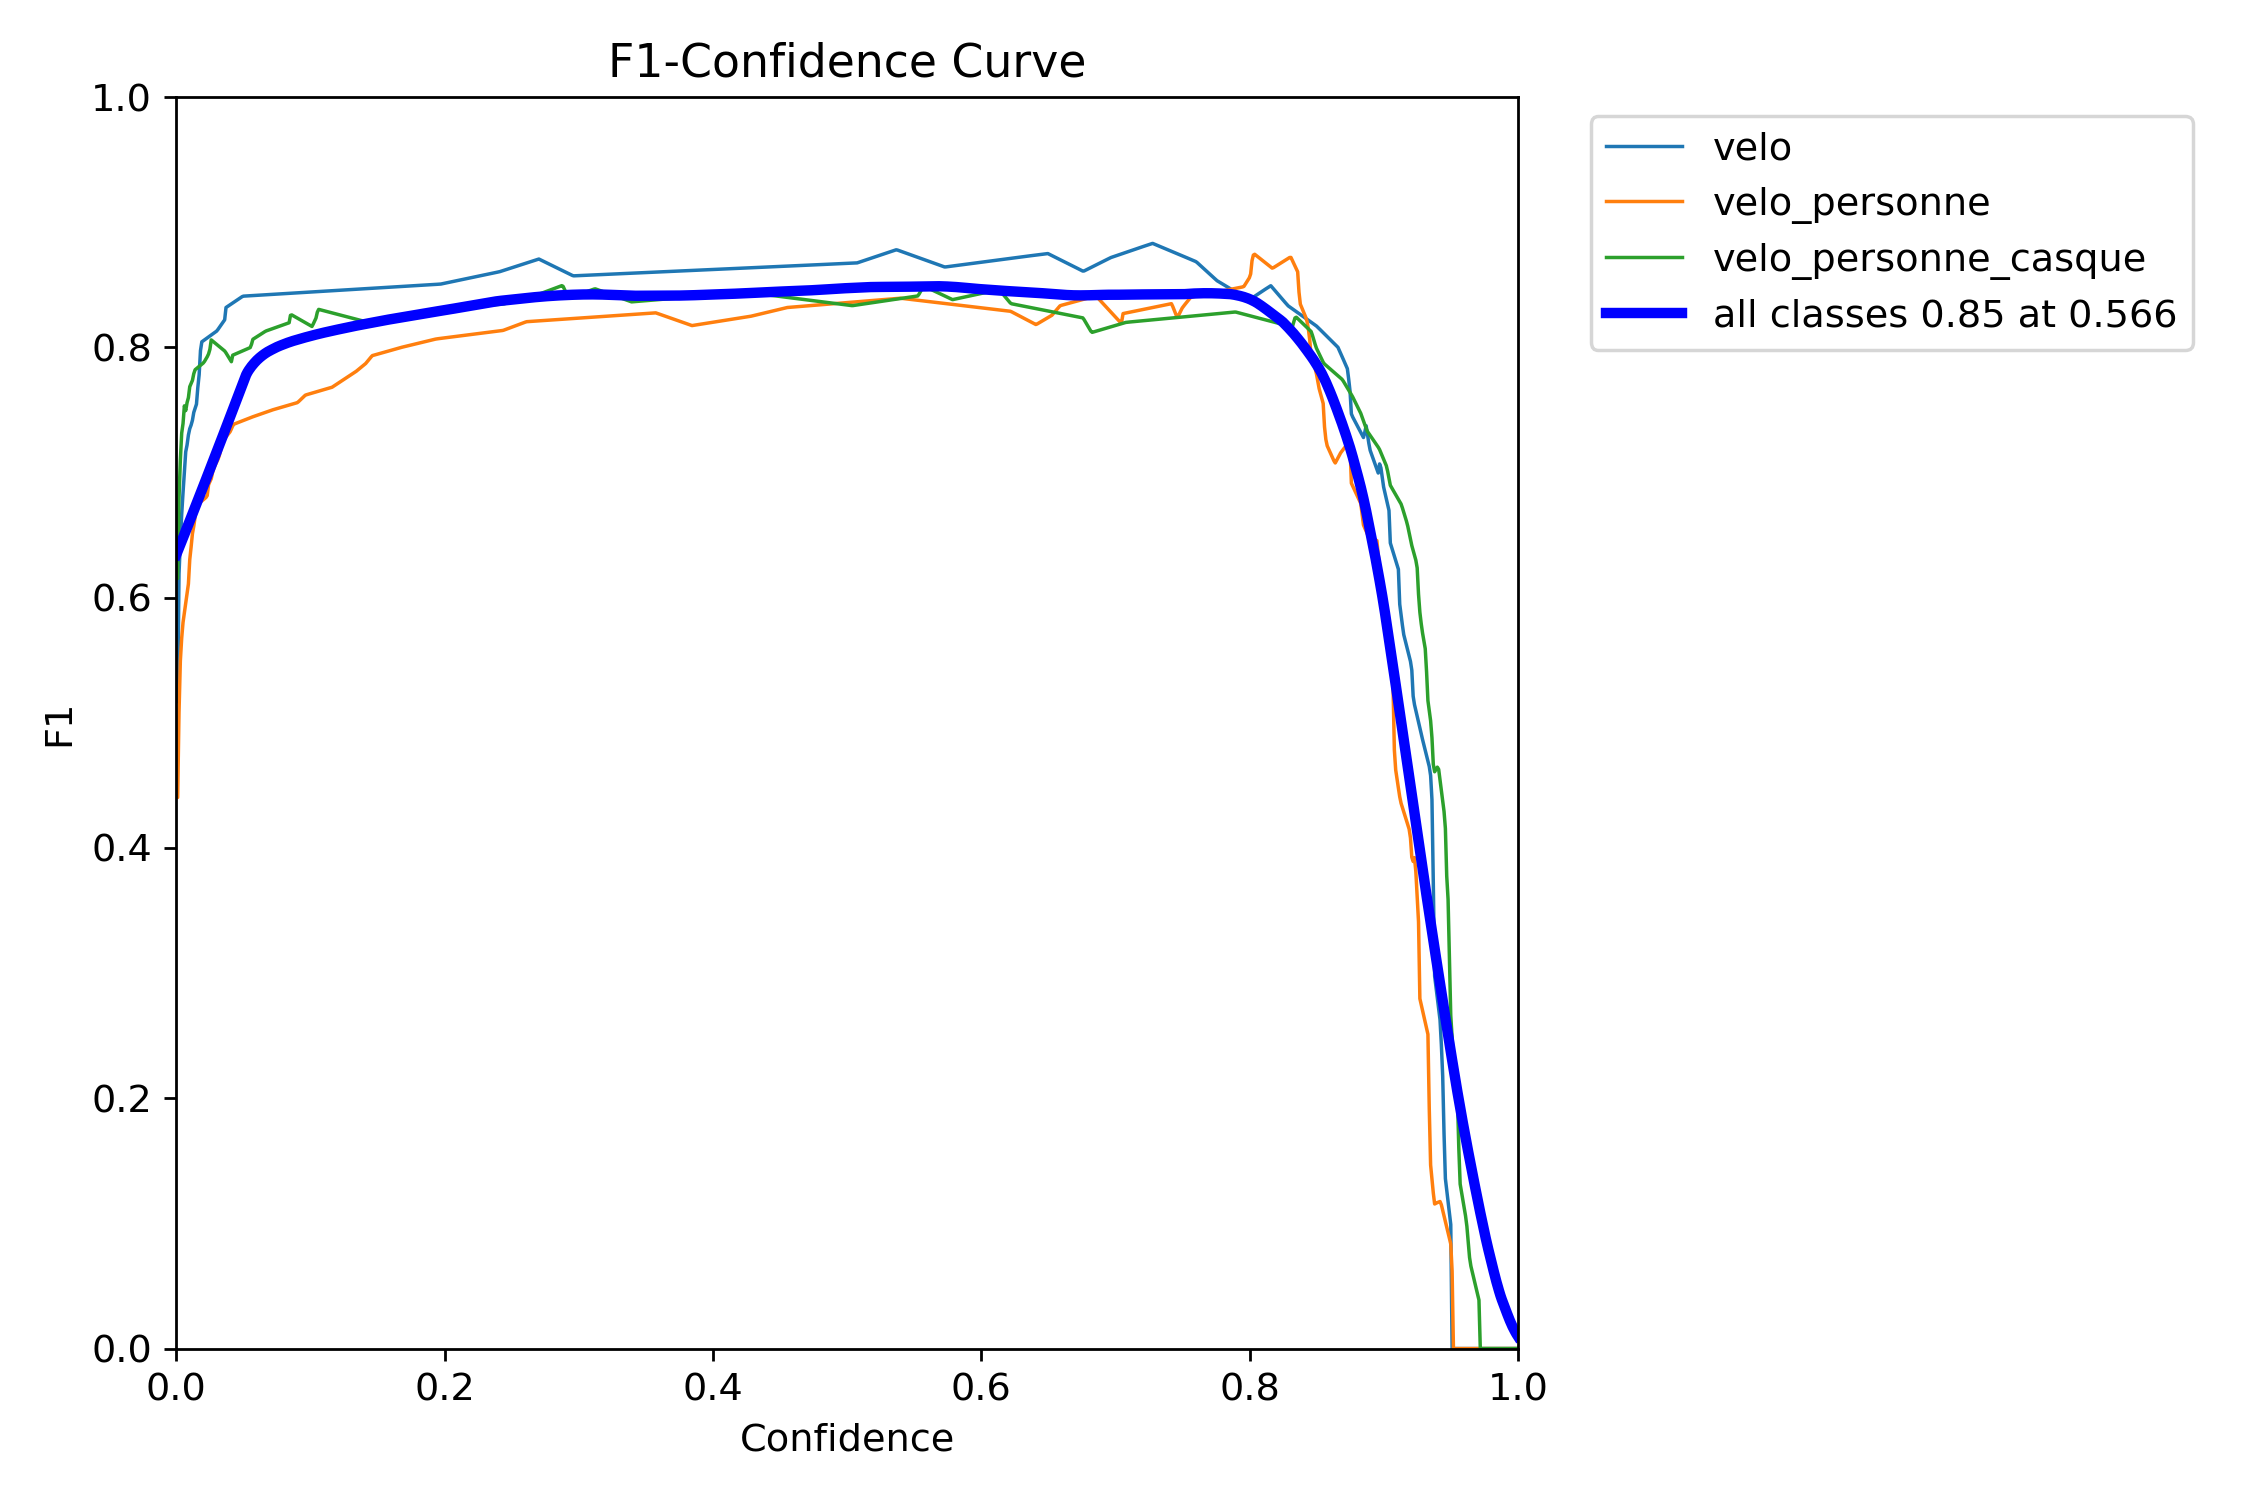 F1-Confidence Curve
1.0
0.8
0.6
0.4
0.2
0.0
F1
0.0 0.2 0.4 0.6 0.8 1.0
Confidence
velo
velo_personne
velo_personne_casque
all classes 0.85 at 0.566